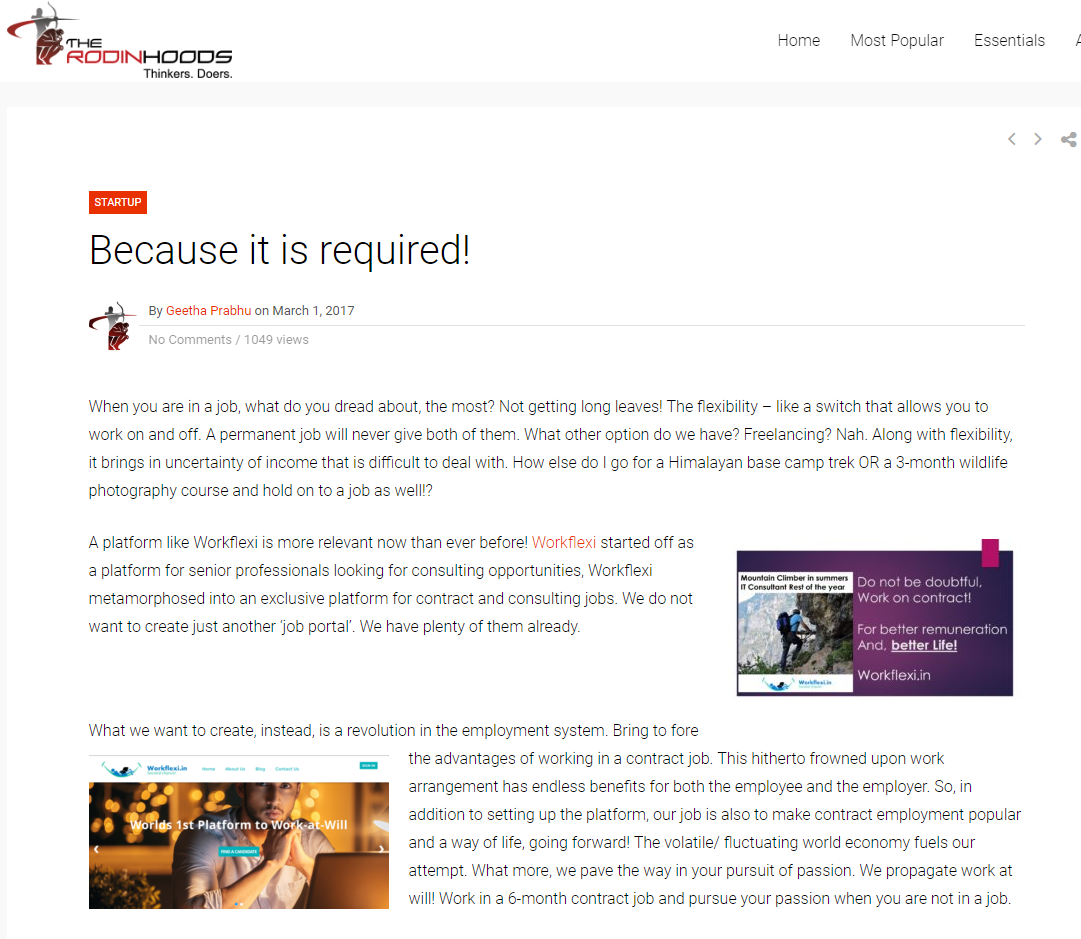 THE
RODINHOODS
Thinkers. Doers.
Home Most Popular Essentials A
STARTUP
Because it is required!
By Geetha Prabhu on March 1, 2017
No Comments / 1049 views
When you are in a job, what do you dread about, the most? Not getting long leaves! The flexibility – like a switch that allows you to
work on and off. A permanent job will never give both of them. What other option do we have? Freelancing? Nah. Along with flexibility,
it brings in uncertainty of income that is difficult to deal with. How else do I go for a Himalayan base camp trek OR a 3-month wildlife
photography course and hold on to a job as well!?
A platform like Workflexi is more relevant now than ever before! Workflexi started off as
a platform for senior professionals looking for consulting opportunities, Workflexi
metamorphosed into an exclusive platform for contract and consulting jobs. We do not
want to create just another ‘job portal’. We have plenty of them already.
Mountain Climber in summers
IT Consultant Rest of the year
Workflexi.in
Do not be doubtful,
Work on contract!
For better remuneration
And, better Life!
Workflexi.in
What we want to create, instead, is a revolution in the employment system. Bring to fore
the advantages of working in a contract job. This hitherto frowned upon work
arrangement has endless benefits for both the employee and the employer. So, in
addition to setting up the platform, our job is also to make contract employment popular
and a way of life, going forward! The volatile/ fluctuating world economy fuels our
attempt. What more, we pave the way in your pursuit of passion. We propagate work at
will! Work in a 6-month contract job and pursue your passion when you are not in a job.
Workflexi.in
Home About Us Blog Contact Us
SIGN IN
Worlds 1st Platform to Work-at-Will
FIND A CANDIDATE